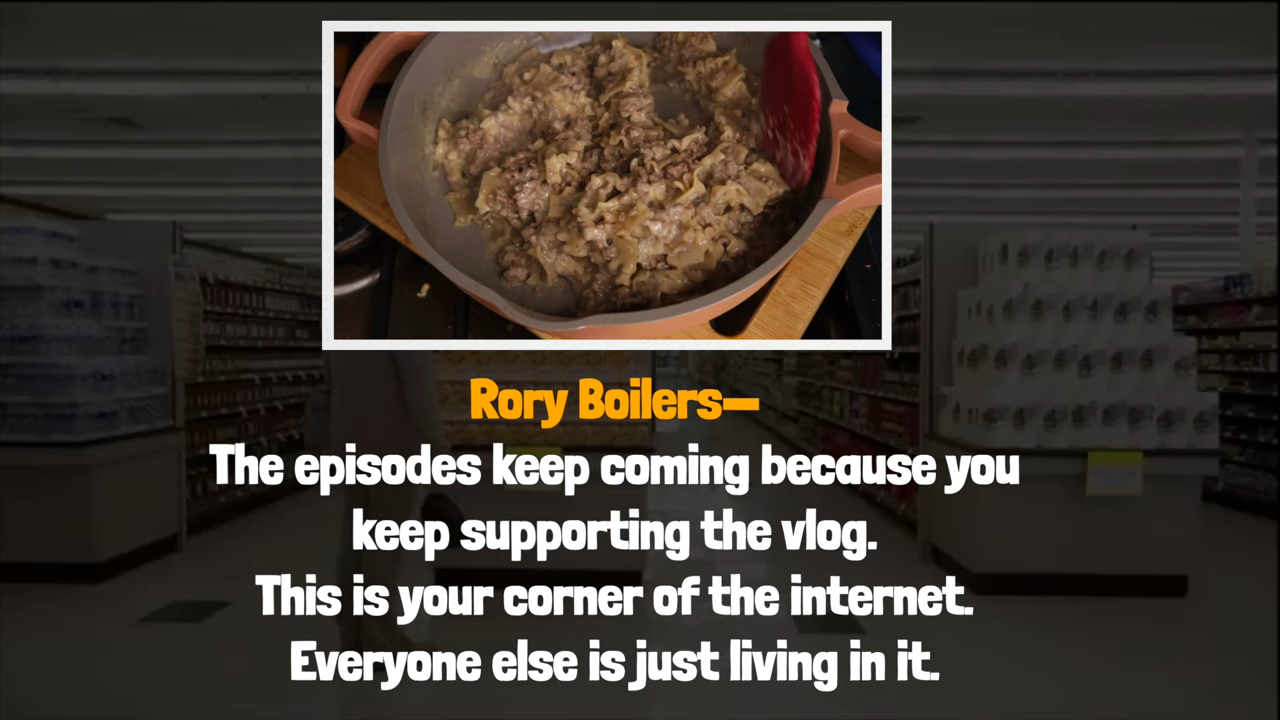 Rory Boilers—
The episodes keep coming because you
keep supporting the vlog.
This is your corner of the internet.
Everyone else is just living in it.